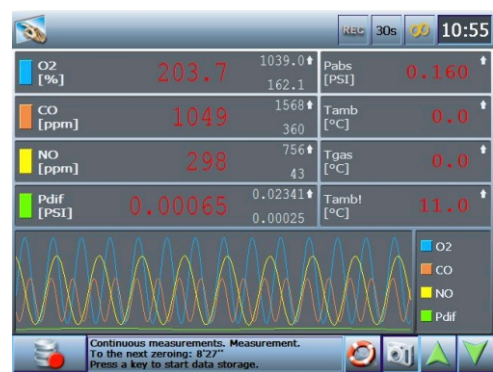 REC 30s 10:55
O2 [%] 203.7 1039.0 162.1 Pabs [PSI] 0.160
CO [ppm] 1049 1568 360 Tamb [°C] 0.0
NO [ppm] 298 756 43 Tgas [°C] 0.0
Pdif [PSI] 0.00065 0.02341 0.00025 Tamb! [°C] 11.0
O2
CO
NO
Pdif
Continuous measurements. Measurement.
To the next zeroing: 8'27''
Press a key to start data storage.